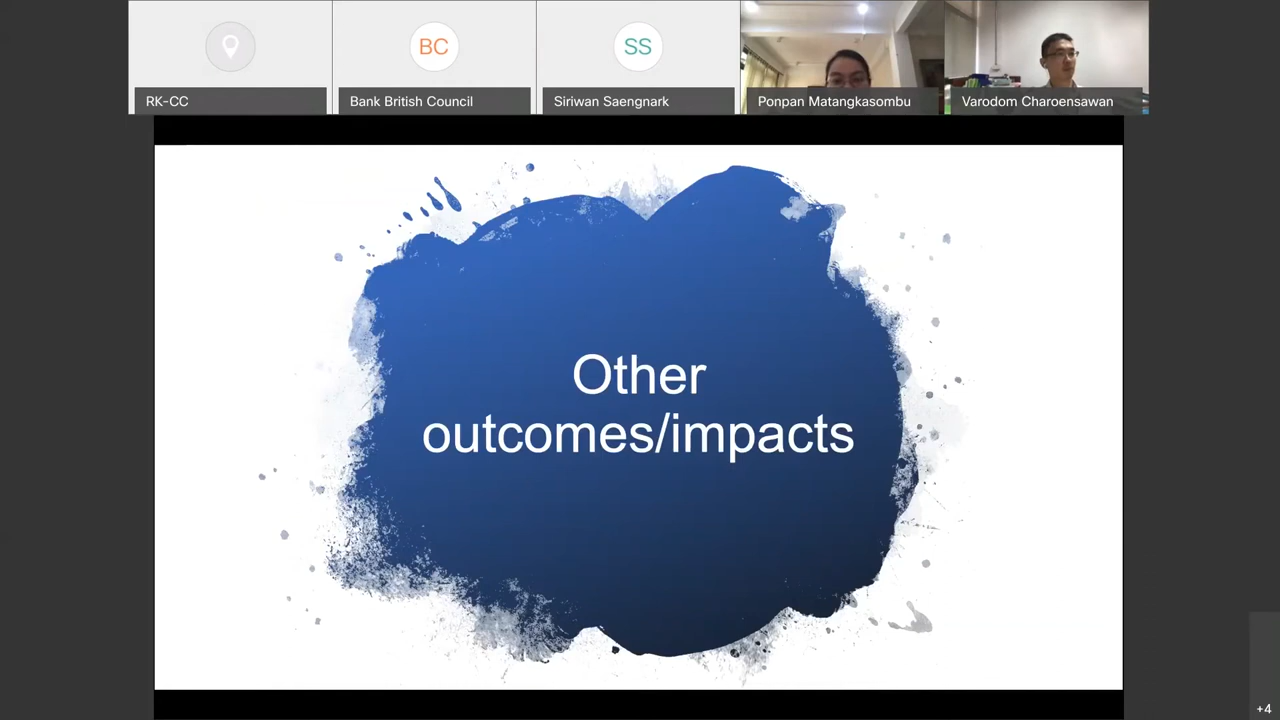 BC
SS
RK-CC
Bank British Council
Siriwan Saengnark
Ponpan Matangkasombu
Varodom Charoensawan
Other
outcomes/impacts
+4